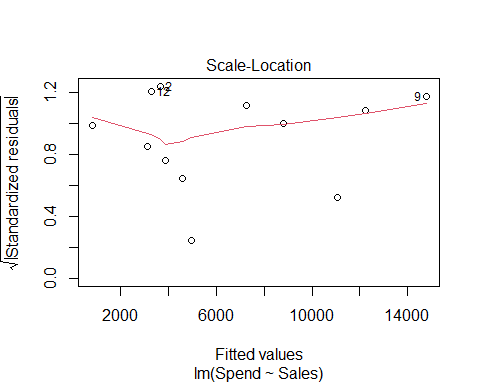 Scale-Location
√|Standardized residuals|
0.0 0.4 0.8 1.2
2
12
9
2000 6000 10000 14000
Fitted values
lm(Spend ~ Sales)